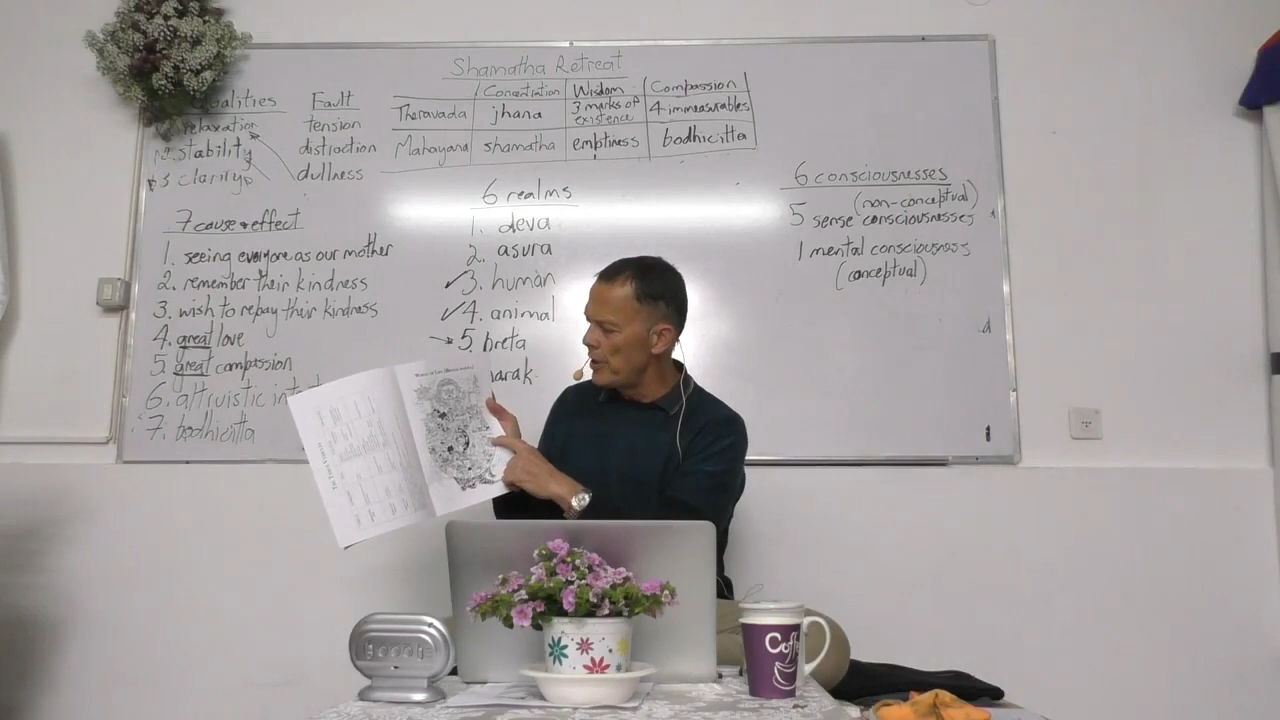 Shamatha Retreat
Concentration Wisdom Compassion
Theravada jhana 3 marks of existence 4 immeasurables
Mahayana shamatha emptiness bodhicitta
Qualities
relaxation
2. stability
3 clarity
Fault
tension
distraction
dullness
7 cause & effect
1. seeing everyone as our mother
2. remember their kindness
3. wish to repay their kindness
4. great love
5. great compassion
6. altruistic
7. bodhicitta
6 realms
1. deva
2. asura
3. human
4. animal
5. preta
6 consciousnesses
(non-conceptual)
5 sense consciousnesses
1 mental consciousness
(conceptual)